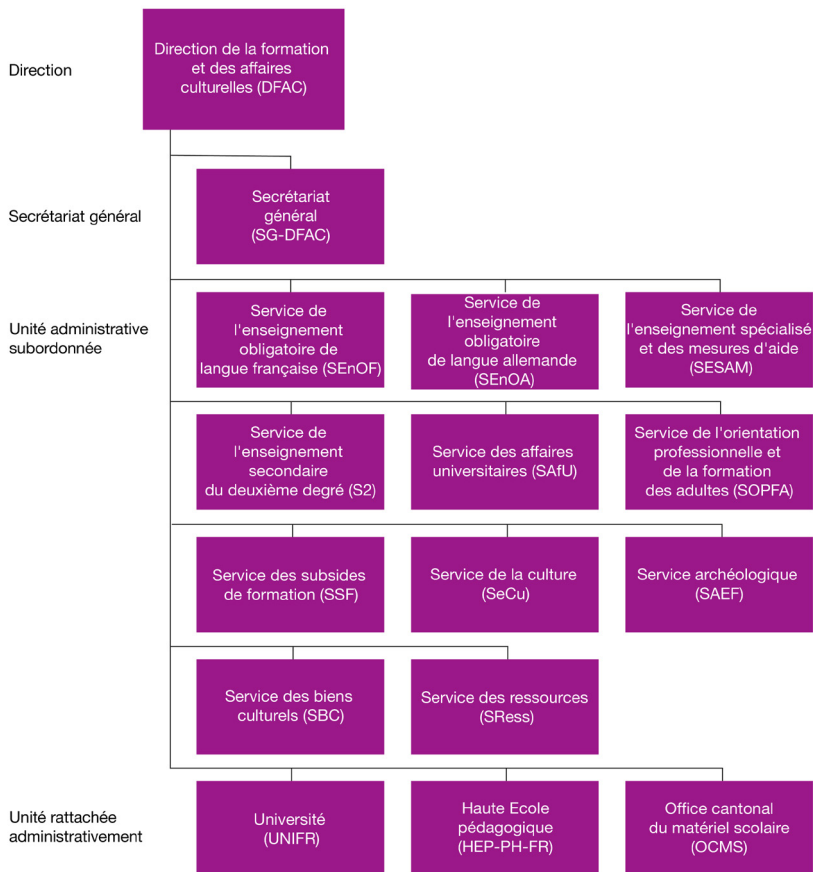 Direction
Direction de la formation
et des affaires
culturelles (DFAC)
Secrétariat général
Secrétariat
général
(SG-DFAC)
Unité administrative
subordonnée
Service de
l'enseignement
obligatoire de
langue française (SEnOF)
Service de
l'enseignement
obligatoire
de langue allemande
(SEnOA)
Service de
l'enseignement spécialisé
et des mesures d'aide
(SESAM)
Service de
l'enseignement
secondaire
du deuxième degré (S2)
Service des affaires
universitaires (SAfU)
Service de l'orientation
professionnelle et
de la formation
des adultes (SOPFA)
Service des subsides
de formation (SSF)
Service de la culture
(SeCu)
Service archéologique
(SAEF)
Service des biens
culturels (SBC)
Service des ressources
(SRess)
Unité rattachée
administrativement
Université
(UNIFR)
Haute Ecole
pédagogique
(HEP-PH-FR)
Office cantonal
du matériel scolaire
(OCMS)